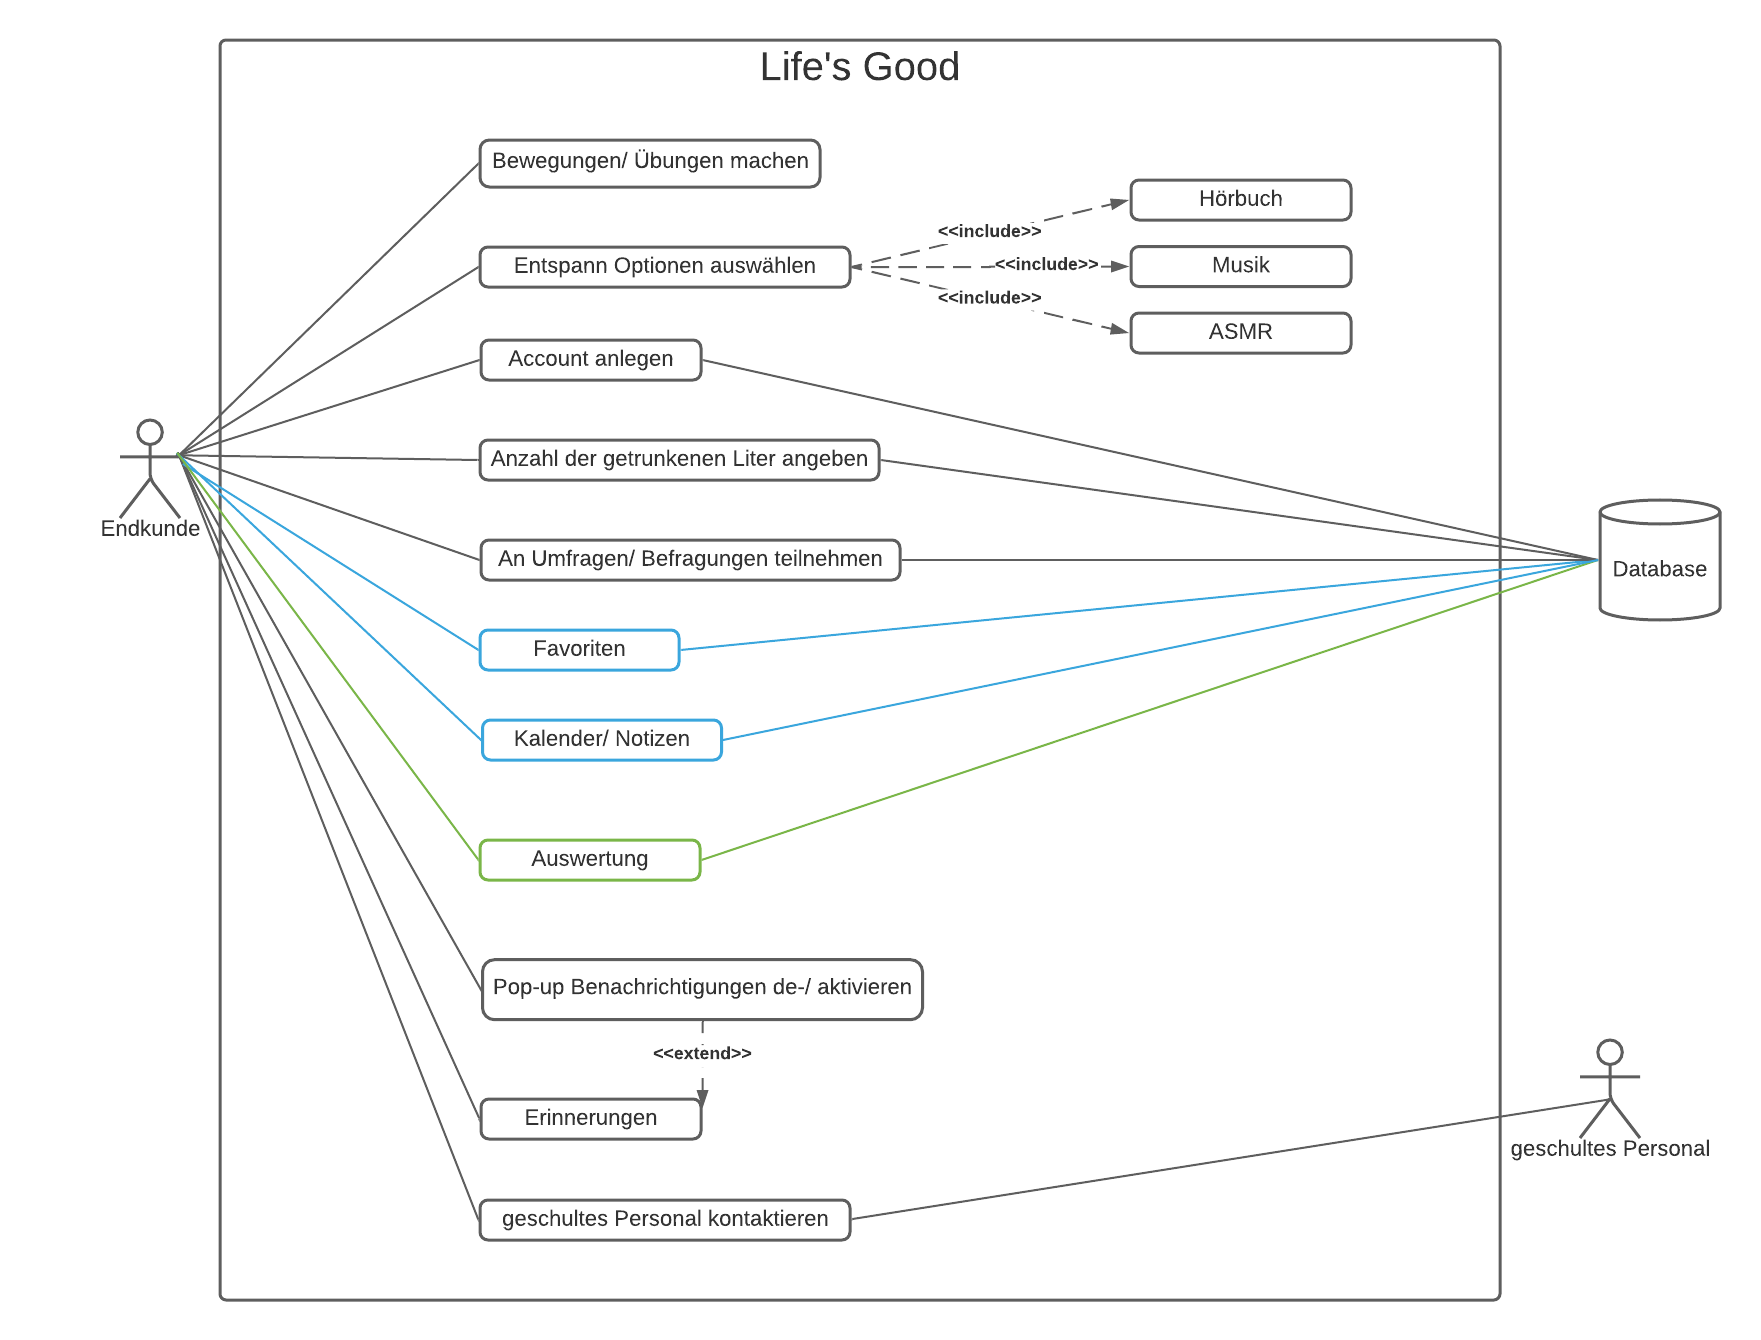 Life's Good
Bewegungen/ Übungen machen
Hörbuch
<<include>>
Entspann Optionen auswählen
<<include>>
Musik
<<include>>
ASMR
Account anlegen
Anzahl der getrunkenen Liter angeben
Endkunde
An Umfragen/ Befragungen teilnehmen
Database
Favoriten
Kalender/ Notizen
Auswertung
Pop-up Benachrichtigungen de-/ aktivieren
<<extend>>
Erinnerungen
geschultes Personal
geschultes Personal kontaktieren